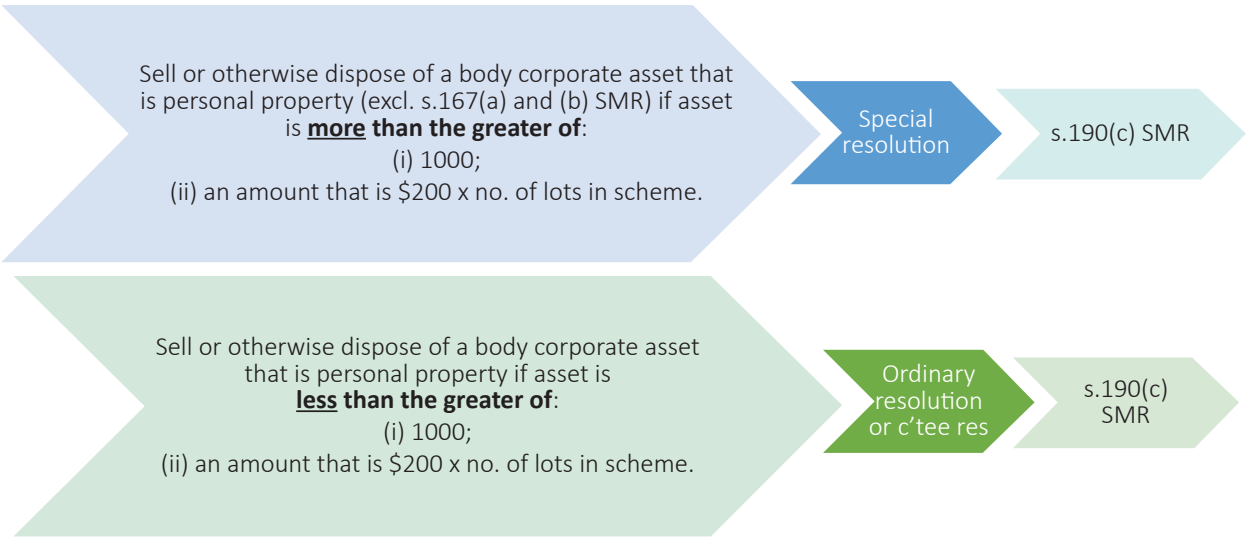 Sell or otherwise dispose of a body corporate asset that
is personal property (excl. s.167(a) and (b) SMR) if asset
is more than the greater of:
(i) 1000;
(ii) an amount that is $200 x no. of lots in scheme.
Special
resolution
s.190(c) SMR
Sell or otherwise dispose of a body corporate asset
that is personal property if asset is
less than the greater of:
(i) 1000;
(ii) an amount that is $200 x no. of lots in scheme.
Ordinary
resolution
or c'tee res
s.190(c)
SMR